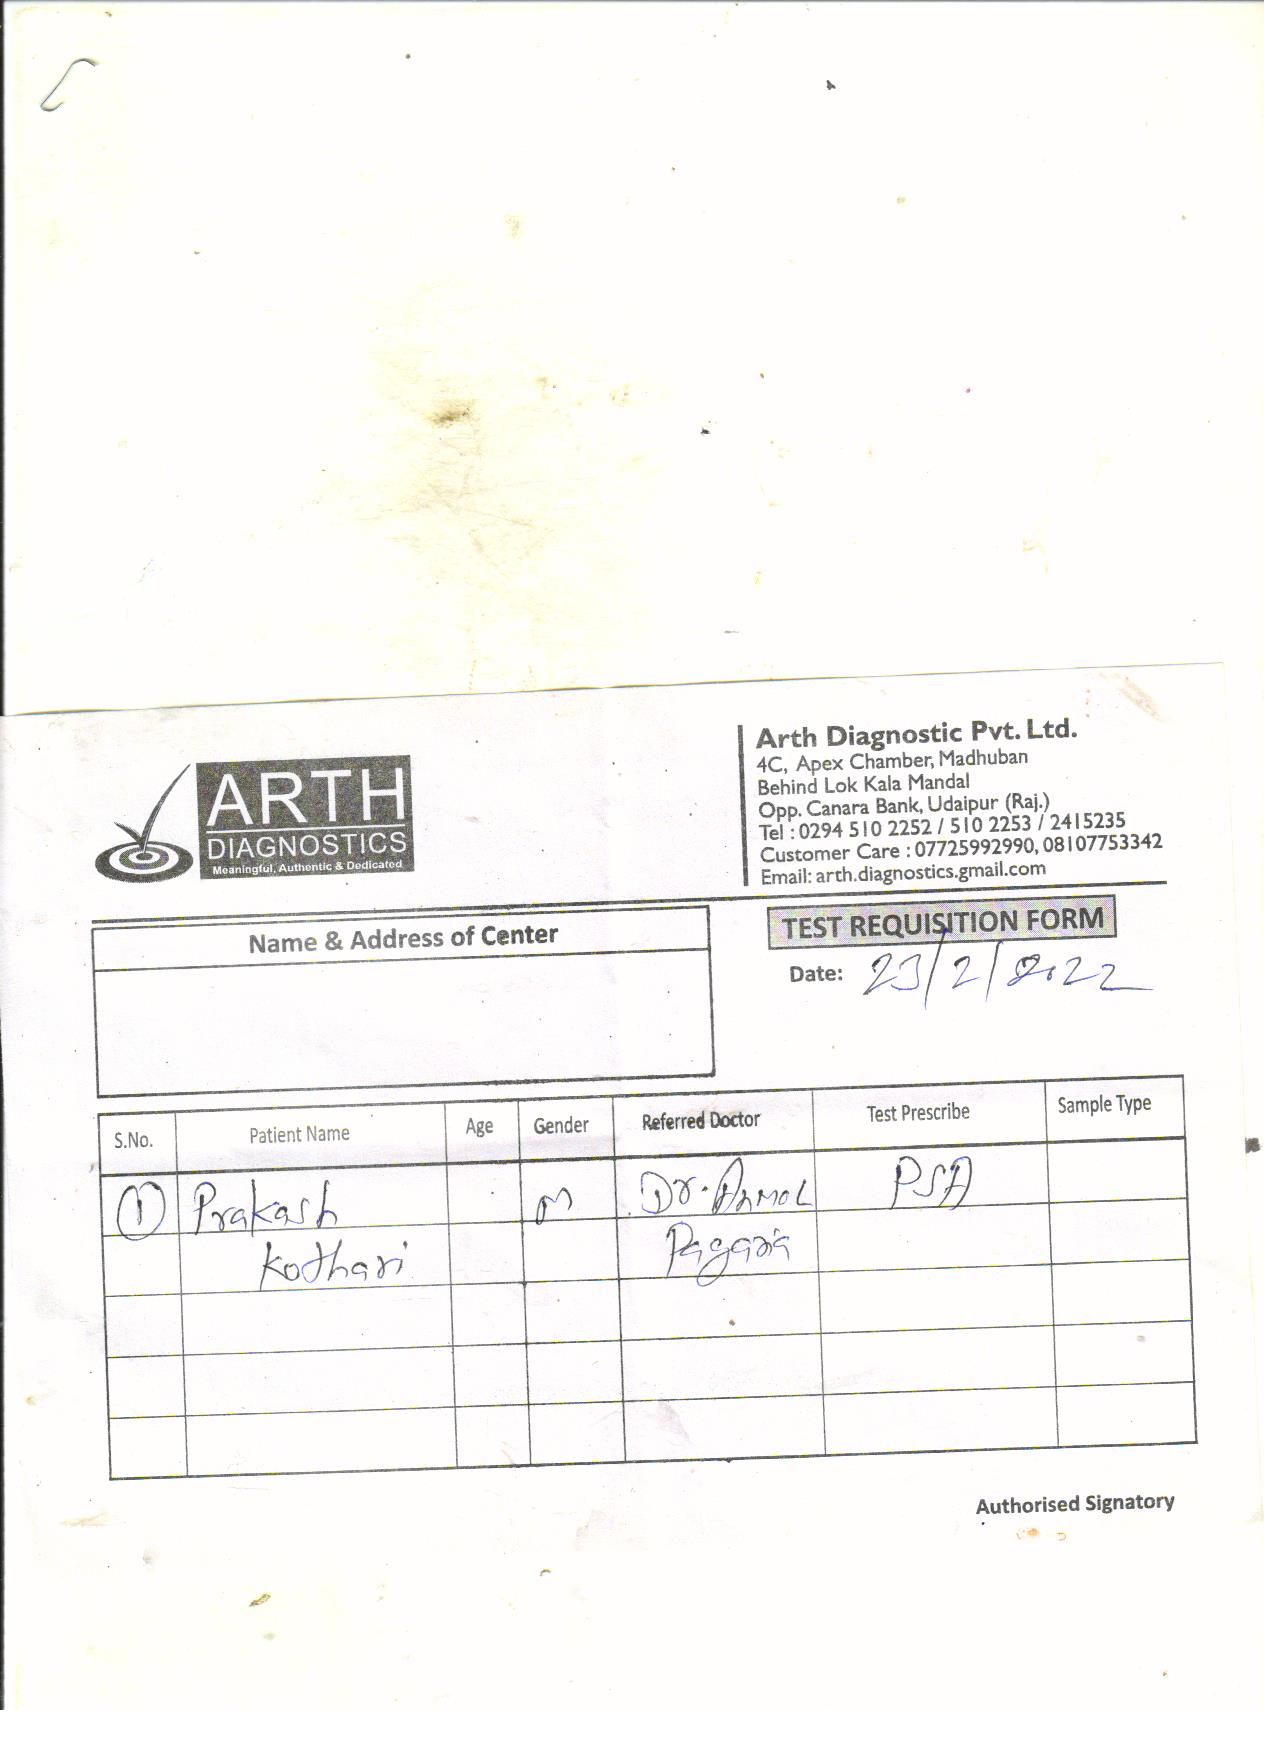 ARTH
DIAGNOSTICS
Meaningful, Authentic & Dedicated
Arth Diagnostic Pvt. Ltd.
4C, Apex Chamber, Madhuban
Behind Lok Kala Mandal
Opp. Canara Bank, Udaipur (Raj.)
Tel : 0294 510 2252 / 510 2253 / 2415235
Customer Care : 07725992990, 08107753342
Email: arth.diagnostics.gmail.com
Name & Address of Center
TEST REQUISITION FORM
Date: 23/2/2022
S.No. Patient Name Age Gender Referred Doctor Test Prescribe Sample Type
1 Prakash M Dr. Anmol PSA
Kothari Pagaria
Authorised Signatory